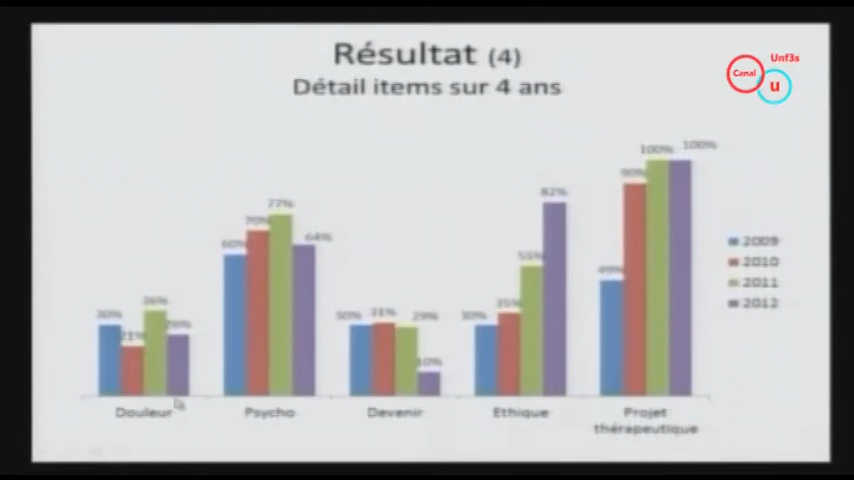 Résultat (4)
Détail items sur 4 ans
Unf3s
Canal
u
30%
21%
36%
26%
60%
70%
77%
64%
30%
31%
29%
10%
30%
35%
55%
82%
49%
90%
100%
100%
2009
2010
2011
2012
Douleur
Psycho
Devenir
Ethique
Projet
thérapeutique